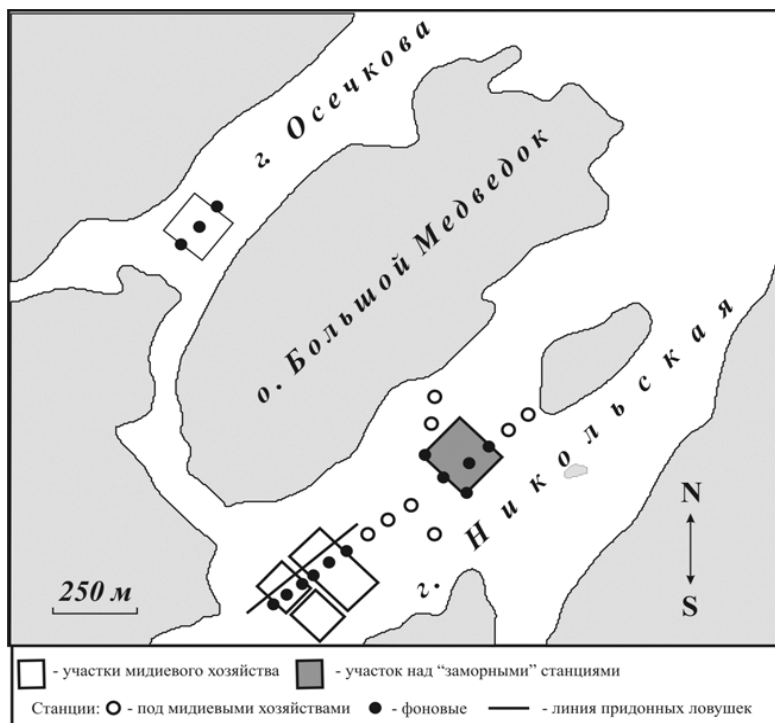 г. Осечкова
о. Большой Медведок
г. Никольская
N
S
250 м
- участки мидиевого хозяйства - участок над “заморными” станциями
Станции: - под мидиевыми хозяйствами - фоновые - линия придонных ловушек